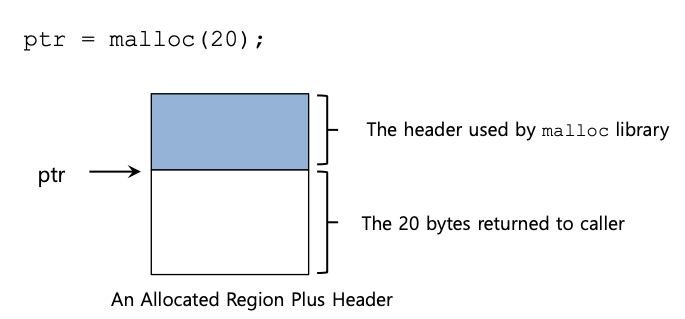 ptr = malloc(20);
The header used by malloc library
ptr
The 20 bytes returned to caller
An Allocated Region Plus Header